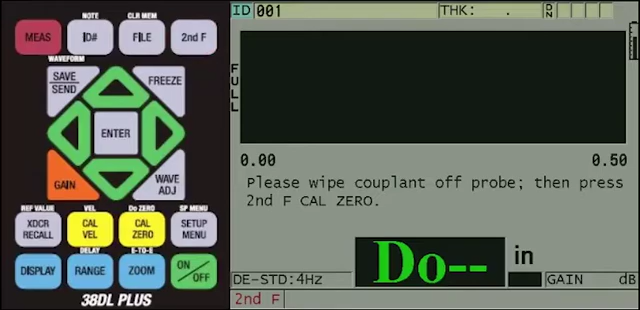 NOTE CLR MEM
MEAS ID# FILE 2nd F
WAVEFORM
SAVE
SEND
FREEZE
ENTER
GAIN
WAVE
ADJ
REF VALUE VEL Do ZERO SP MENU
XDCR
RECALL
CAL
VEL
CAL
ZERO
SETUP
MENU
DELAY E-TO-E
DISPLAY RANGE ZOOM ON
/OFF
38DL PLUS
ID 001 THK: . DN
FULL
0.00 0.50
Please wipe couplant off probe; then press
2nd F CAL ZERO.
Do-- in
DE-STD:4Hz GAIN dB
2nd F